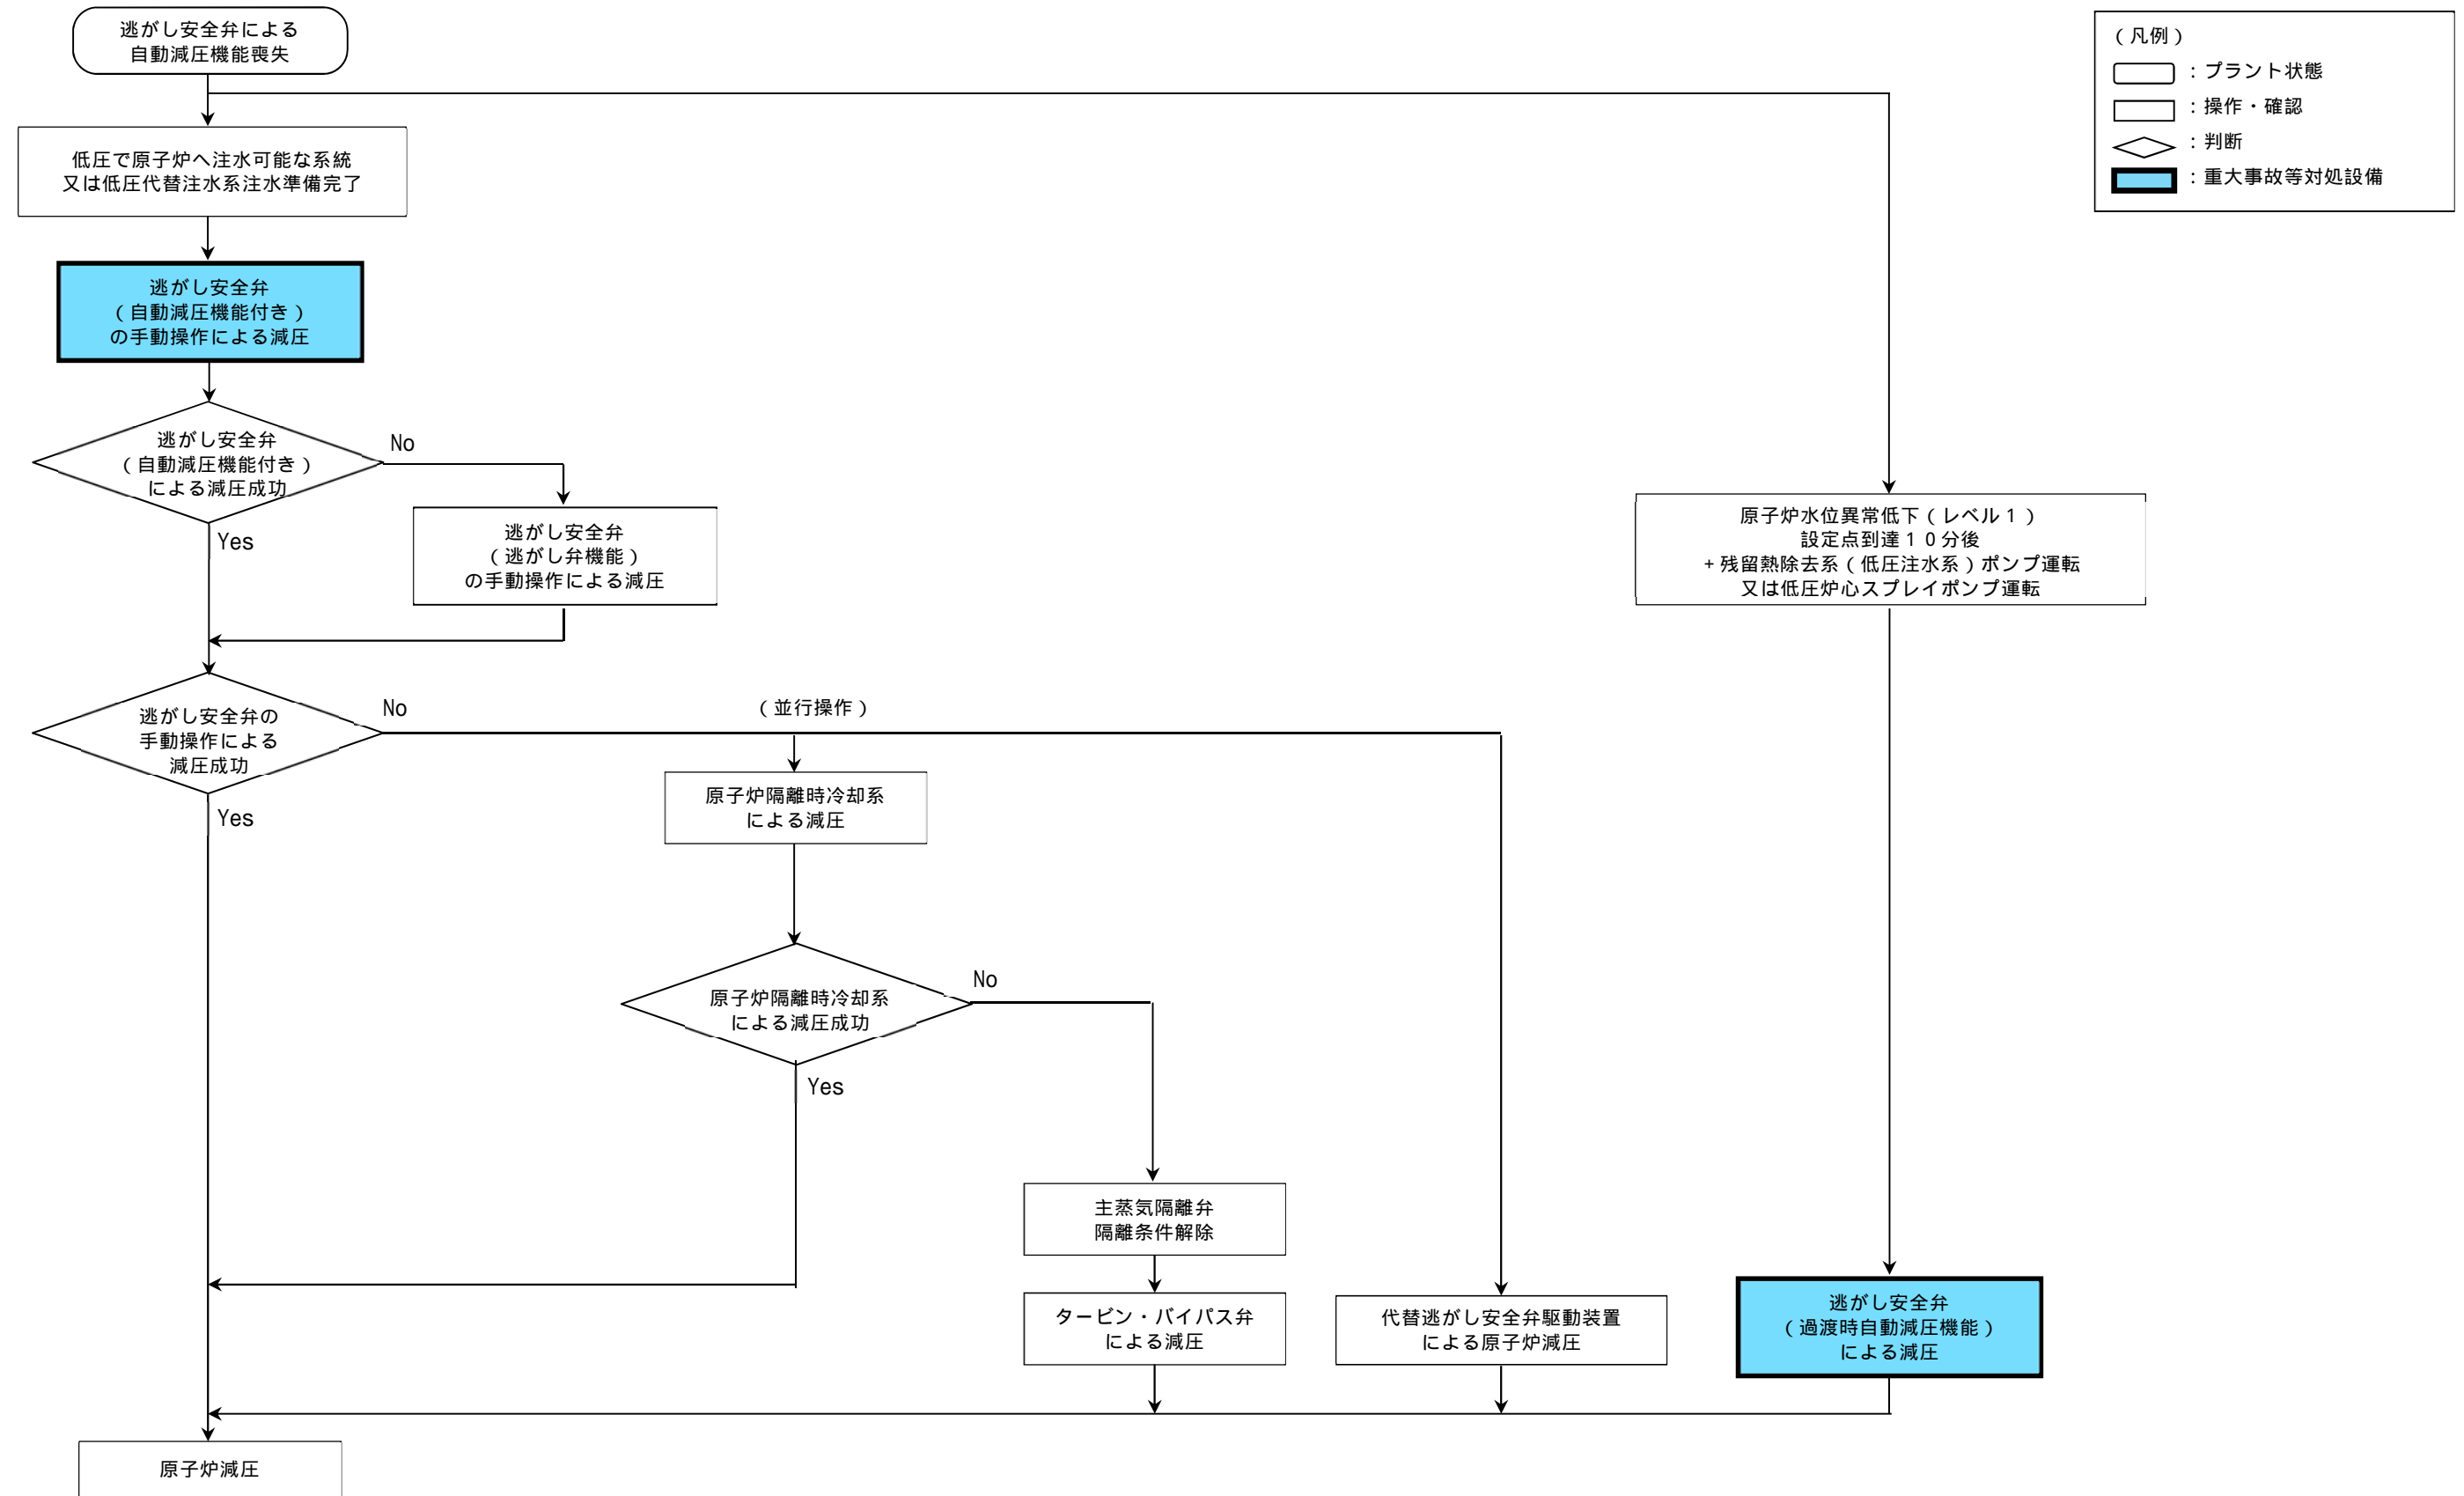 逃がし安全弁による
自動減圧機能喪失
(凡例)
:プラント状態
:操作・確認
:判断
:重大事故等対処設備
低圧で原子炉へ注水可能な系統
又は低圧代替注水系注水準備完了
逃がし安全弁
(自動減圧機能付き)
の手動操作による減圧
逃がし安全弁
(自動減圧機能付き)
による減圧成功
No
Yes
逃がし安全弁
(逃がし弁機能)
の手動操作による減圧
原子炉水位異常低下(レベル1)
設定点到達10分後
+残留熱除去系(低圧注水系)ポンプ運転
又は低圧炉心スプレイポンプ運転
逃がし安全弁の
手動操作による
減圧成功
No
(並行操作)
Yes
原子炉隔離時冷却系
による減圧
原子炉隔離時冷却系
による減圧成功
No
Yes
主蒸気隔離弁
隔離条件解除
タービン・バイパス弁
による減圧
代替逃がし安全弁駆動装置
による原子炉減圧
逃がし安全弁
(過渡時自動減圧機能)
による減圧
原子炉減圧